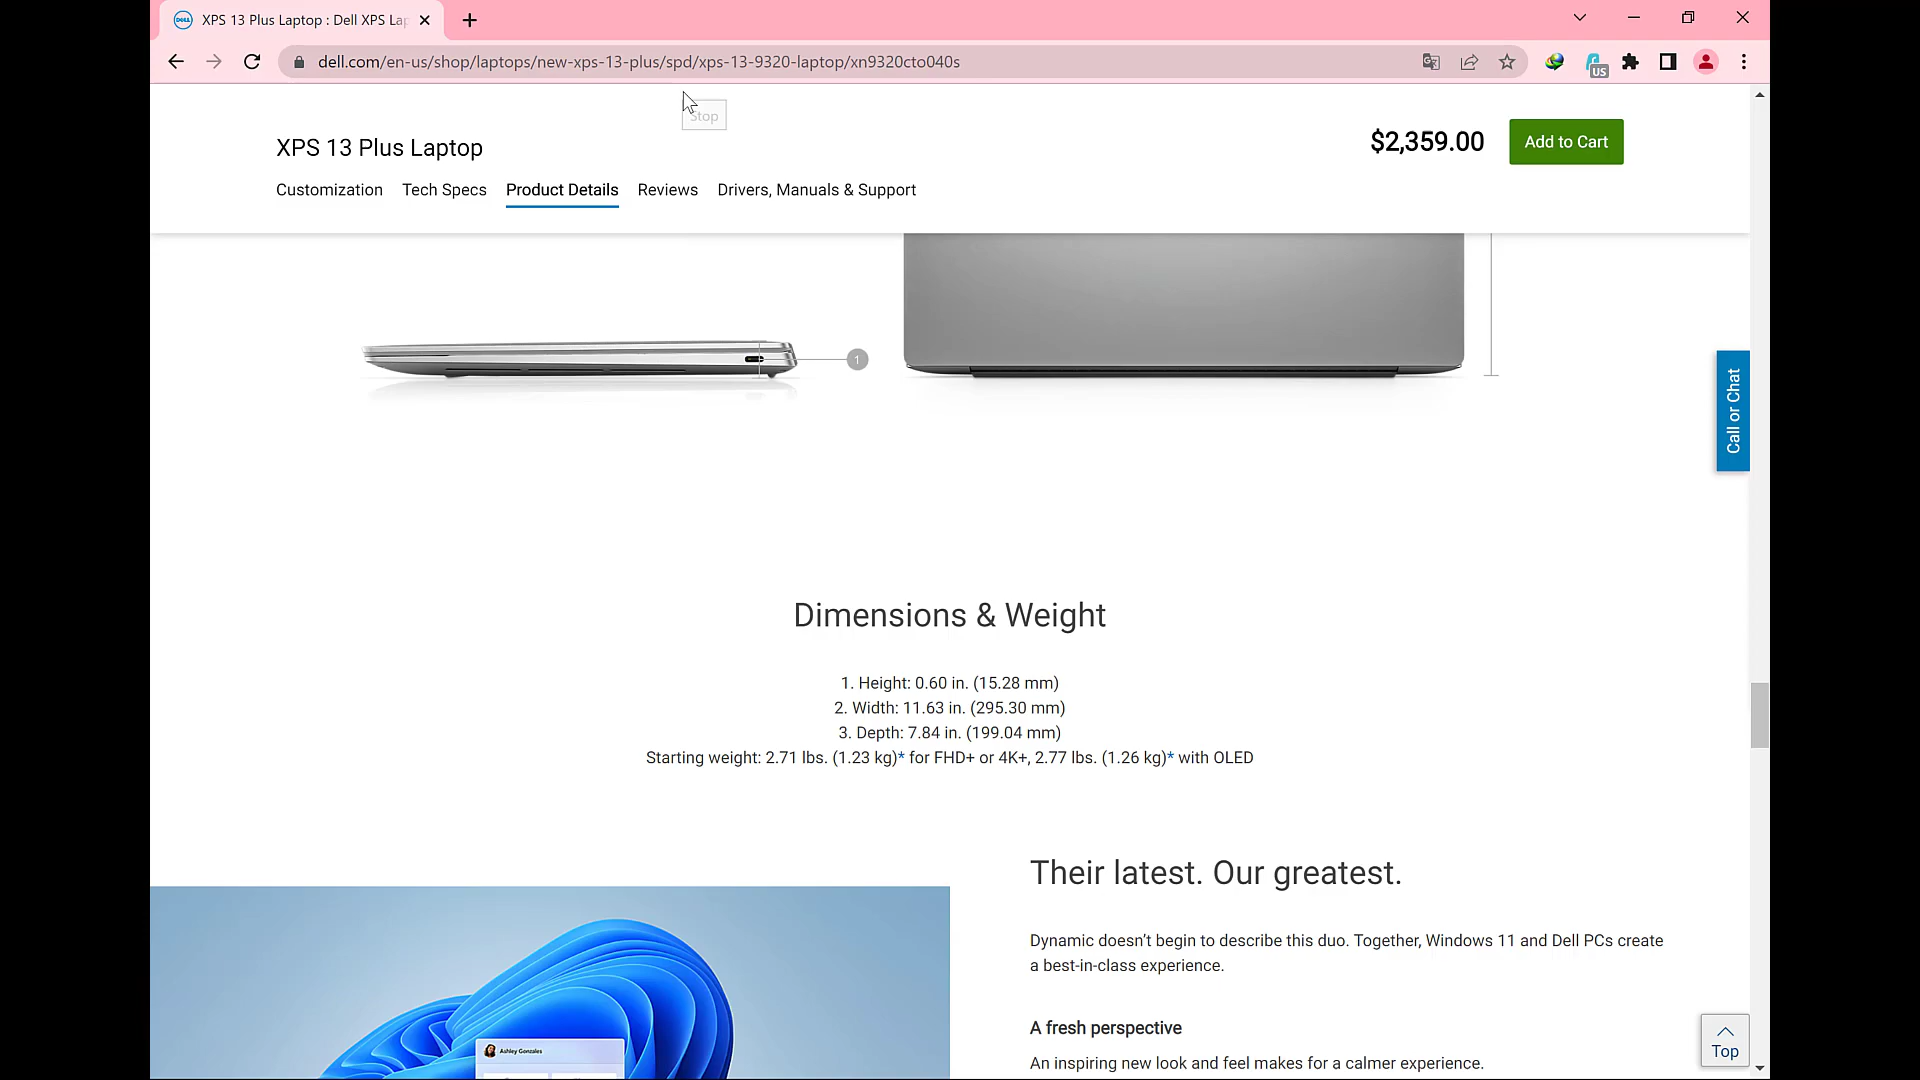 XPS 13 Plus Laptop : Dell XPS Lap
dell.com/en-us/shop/laptops/new-xps-13-plus/spd/xps-13-9320-laptop/xn9320cto040s
US
Stop
XPS 13 Plus Laptop
$2,359.00
Add to Cart
Customization Tech Specs Product Details Reviews Drivers, Manuals & Support
1
Call or Chat
Dimensions & Weight
1. Height: 0.60 in. (15.28 mm)
2. Width: 11.63 in. (295.30 mm)
3. Depth: 7.84 in. (199.04 mm)
Starting weight: 2.71 lbs. (1.23 kg)* for FHD+ or 4K+, 2.77 lbs. (1.26 kg)* with OLED
Their latest. Our greatest.
Dynamic doesn't begin to describe this duo. Together, Windows 11 and Dell PCs create
a best-in-class experience.
A fresh perspective
An inspiring new look and feel makes for a calmer experience.
Ashley Gonzales
Top